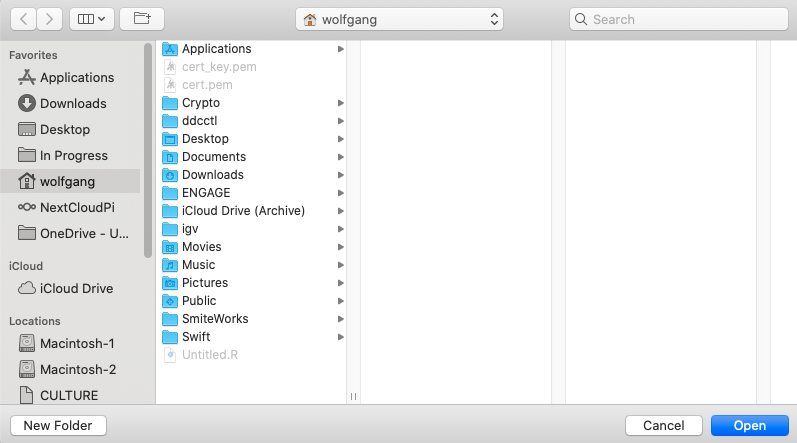 wolfgang
Search
Favorites
Applications
Downloads
Desktop
In Progress
wolfgang
NextCloudPi
OneDrive - U...
iCloud
iCloud Drive
Locations
Macintosh-1
Macintosh-2
CULTURE
Applications
cert_key.pem
cert.pem
Crypto
ddcctl
Desktop
Documents
Downloads
ENGAGE
iCloud Drive (Archive)
igv
Movies
Music
Pictures
Public
SmiteWorks
Swift
Untitled.R
New Folder
Cancel
Open